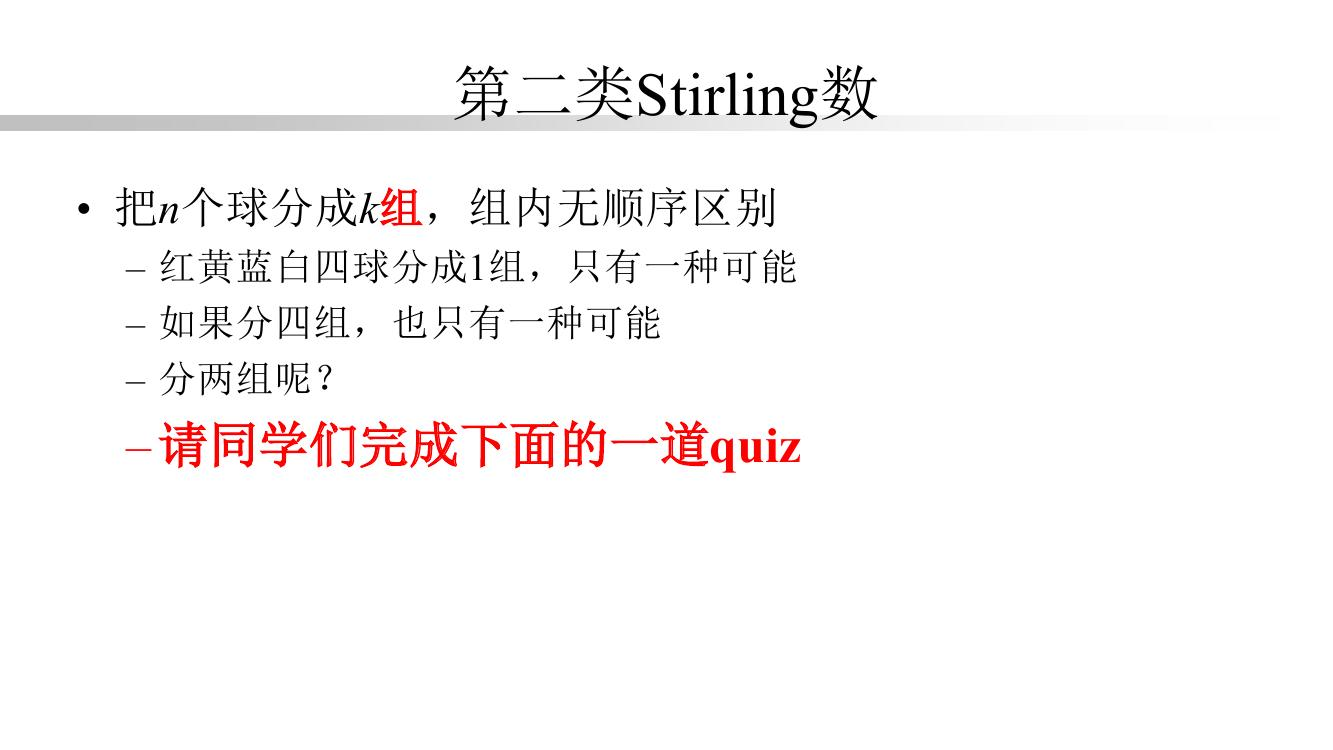 第二类Stirling数
• 把n个球分成k组，组内无顺序区别
– 红黄蓝白四球分成1组，只有一种可能
– 如果分四组，也只有一种可能
– 分两组呢？
–请同学们完成下面的一道quiz